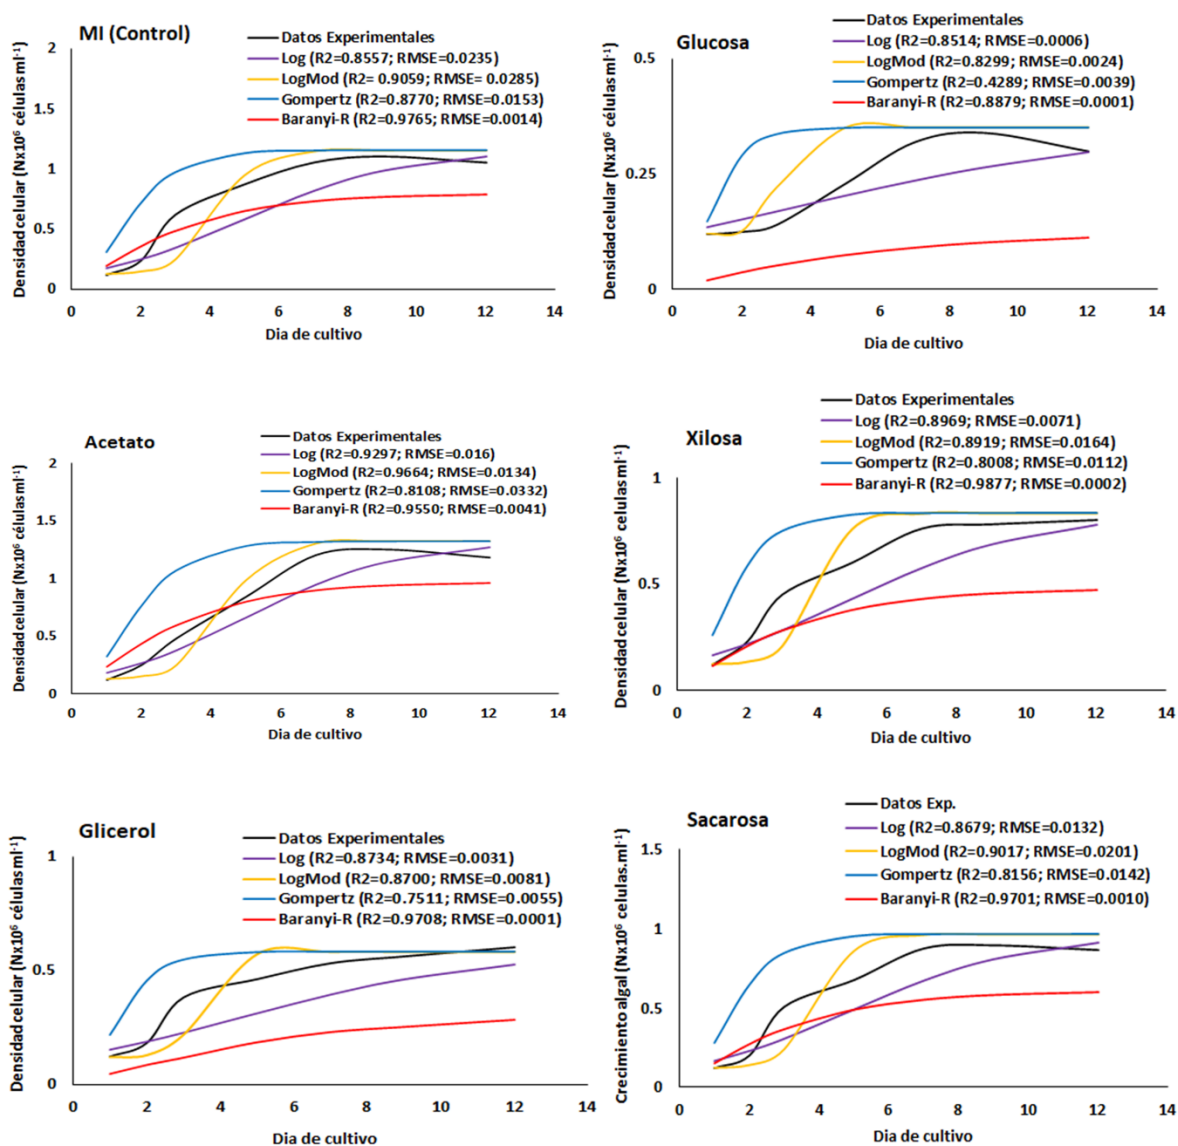 MI (Control)
Datos Experimentales
Log (R2=0.8557; RMSE=0.0235)
LogMod (R2= 0.9059; RMSE= 0.0285)
Gompertz (R2=0.8770; RMSE=0.0153)
Baranyi-R (R2=0.9765; RMSE=0.0014)
Densidad celular (Nx10⁶ células ml⁻¹)
2
1.5
1
0.5
0
0 2 4 6 8 10 12 14
Dia de cultivo
Glucosa
Datos Experimentales
Log (R2=0.8514; RMSE=0.0006)
LogMod (R2=0.8299; RMSE=0.0024)
Gompertz (R2=0.4289; RMSE=0.0039)
Baranyi-R (R2=0.8879; RMSE=0.0001)
Densidad celular (Nx10⁶ células ml⁻¹)
0.5
0.25
0
0 2 4 6 8 10 12 14
Dia de cultivo
Acetato
Datos Experimentales
Log (R2=0.9297; RMSE=0.016)
LogMod (R2=0.9664; RMSE=0.0134)
Gompertz (R2=0.8108; RMSE=0.0332)
Baranyi-R (R2=0.9550; RMSE=0.0041)
Densidad celular (Nx10⁶ células ml⁻¹)
2
1.5
1
0.5
0
0 2 4 6 8 10 12 14
Dia de cultivo
Xilosa
Datos Experimentales
Log (R2=0.8969; RMSE=0.0071)
LogMod (R2=0.8919; RMSE=0.0164)
Gompertz (R2=0.8008; RMSE=0.0112)
Baranyi-R (R2=0.9877; RMSE=0.0002)
Densidad celular (Nx10⁶ celulas ml⁻¹)
1
0.5
0
0 2 4 6 8 10 12 14
Dia de cultivo
Glicerol
Datos Experimentales
Log (R2=0.8734; RMSE=0.0031)
LogMod (R2=0.8700; RMSE=0.0081)
Gompertz (R2=0.7511; RMSE=0.0055)
Baranyi-R (R2=0.9708; RMSE=0.0001)
Densidad celular (Nx10⁶ células ml⁻¹)
1
0.5
0
0 2 4 6 8 10 12 14
Dia de cultivo
Sacarosa
Datos Exp.
Log (R2=0.8679; RMSE=0.0132)
LogMod (R2=0.9017; RMSE=0.0201)
Gompertz (R2=0.8156; RMSE=0.0142)
Baranyi-R (R2=0.9701; RMSE=0.0010)
Crecimiento algal (Nx10⁶ celulas.ml⁻¹)
1.5
1
0.5
0
0 2 4 6 8 10 12 14
Dia de cultivo